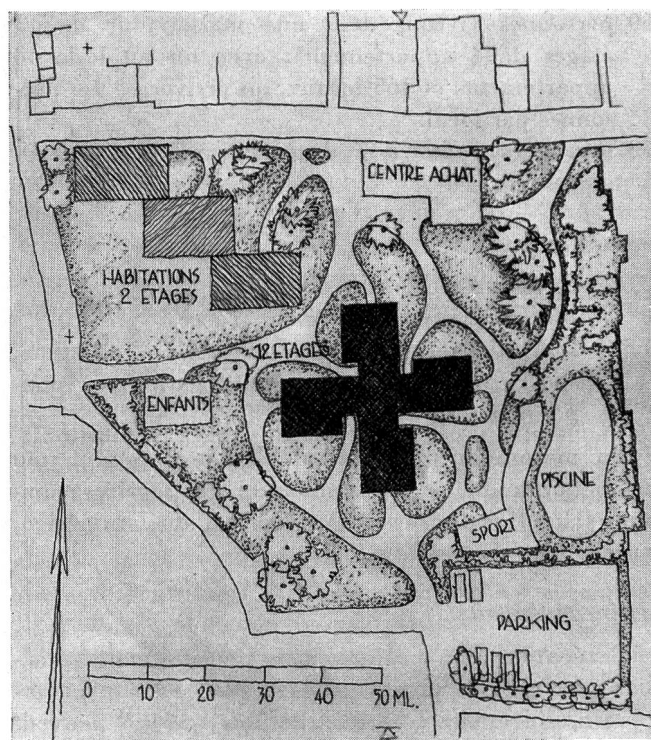 CENTRE ACHAT.
HABITATIONS
2 ETAGES
12 ETAGES
ENFANTS
PISCINE
SPORT
PARKING
0 10 20 30 40 50 ML.